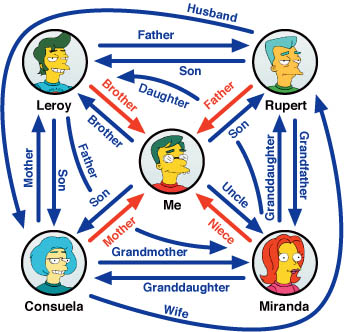 Husband
Father
Son
Leroy
Rupert
Daughter
Brother
Father
Brother
Son
Mother
Son
Father
Me
Granddaughter
Grandfather
Son
Uncle
Mother
Niece
Grandmother
Granddaughter
Consuela
Wife
Miranda